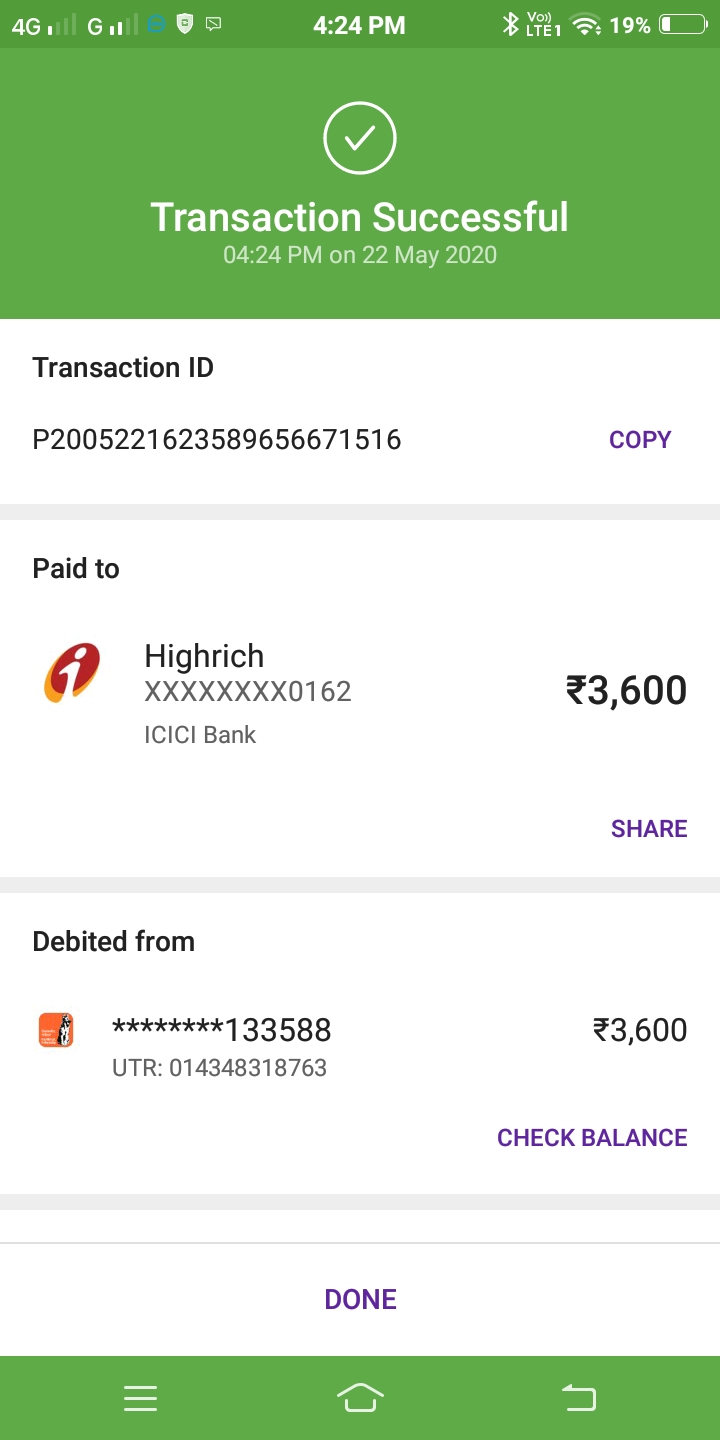 4G G 4:24 PM Vo)) LTE1 19%
Transaction Successful
04:24 PM on 22 May 2020
Transaction ID
P2005221623589656671516 COPY
Paid to
Highrich
XXXXXXXX0162 ₹3,600
ICICI Bank
SHARE
Debited from
********133588 ₹3,600
UTR: 014348318763
CHECK BALANCE
DONE